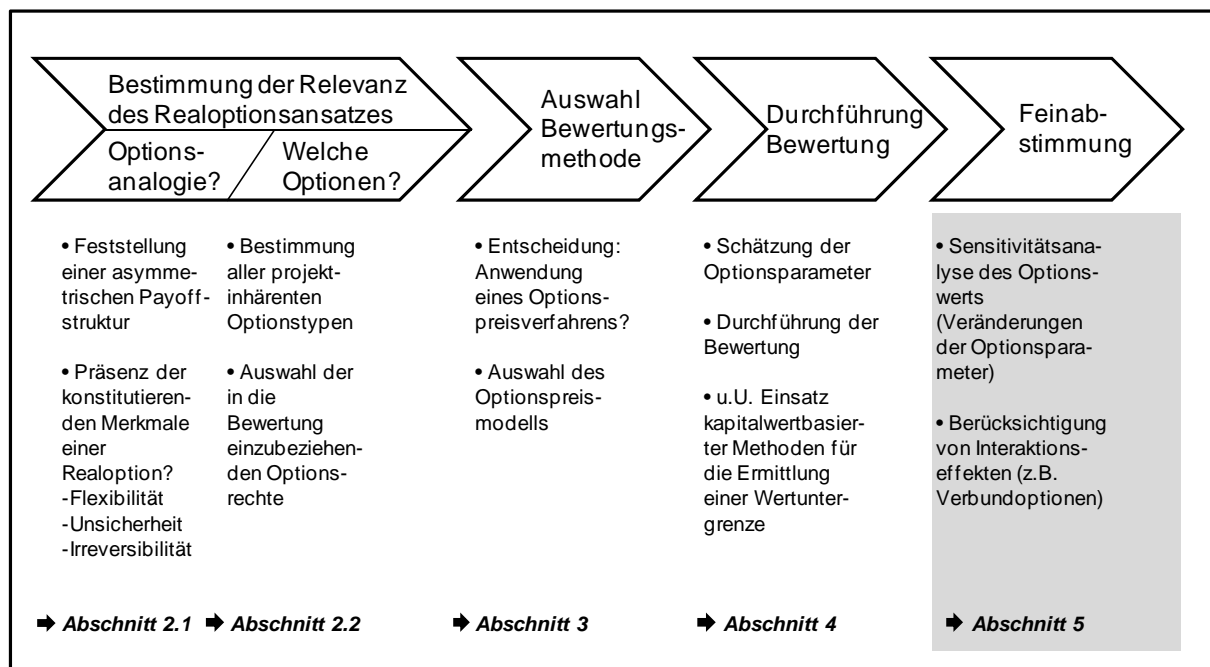 Bestimmung der Relevanz
des Realoptionsansatzes
Options-
analogie?
Welche
Optionen?
Auswahl
Bewertungs-
methode
Durchführung
Bewertung
Feinab-
stimmung
• Feststellung
einer asymme-
trischen Payoff-
struktur
• Präsenz der
konstitutieren-
den Merkmale
einer
Realoption?
-Flexibilität
-Unsicherheit
-Irreversibilität
• Bestimmung
aller projekt-
inhärenten
Optionstypen
• Auswahl der
in die
Bewertung
einzubeziehen-
den Options-
rechte
• Entscheidung:
Anwendung
eines Options-
preisverfahrens?
• Auswahl des
Optionspreis-
modells
• Schätzung der
Optionsparameter
• Durchführung der
Bewertung
• u.U. Einsatz
kapitalwertbasier-
ter Methoden für
die Ermittlung
einer Wertunter-
grenze
• Sensitivitätsana-
lyse des Options-
werts
(Veränderungen
der Optionspara-
meter)
• Berücksichtigung
von Interaktions-
effekten (z.B.
Verbundoptionen)
➔ Abschnitt 2.1
➔ Abschnitt 2.2
➔ Abschnitt 3
➔ Abschnitt 4
➔ Abschnitt 5